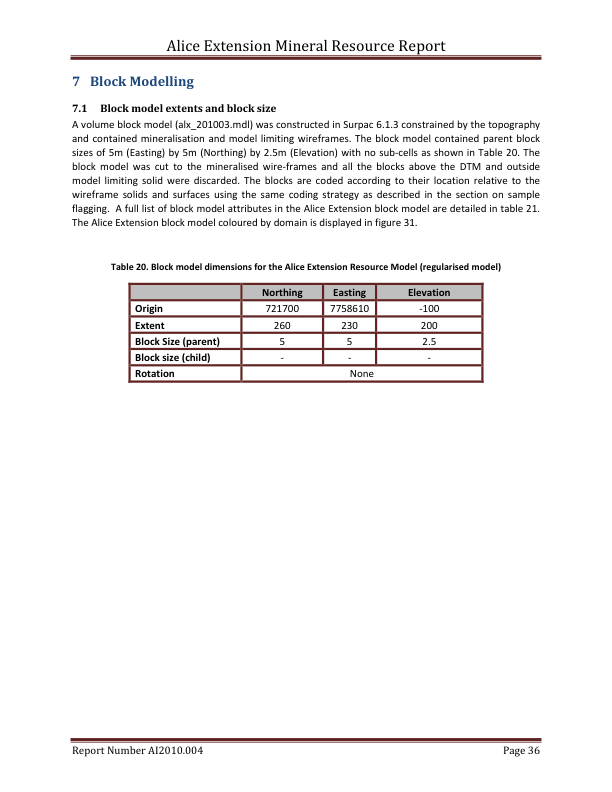 Alice Extension Mineral Resource Report
7 Block Modelling
7.1 Block model extents and block size
A volume block model (alx_201003.mdl) was constructed in Surpac 6.1.3 constrained by the topography
and contained mineralisation and model limiting wireframes. The block model contained parent block
sizes of 5m (Easting) by 5m (Northing) by 2.5m (Elevation) with no sub-cells as shown in Table 20. The
block model was cut to the mineralised wire-frames and all the blocks above the DTM and outside
model limiting solid were discarded. The blocks are coded according to their location relative to the
wireframe solids and surfaces using the same coding strategy as described in the section on sample
flagging. A full list of block model attributes in the Alice Extension block model are detailed in table 21.
The Alice Extension block model coloured by domain is displayed in figure 31.
Table 20. Block model dimensions for the Alice Extension Resource Model (regularised model)
Northing Easting Elevation
Origin 721700 7758610 -100
Extent 260 230 200
Block Size (parent) 5 5 2.5
Block size (child) - - -
Rotation None
Report Number AI2010.004 Page 36